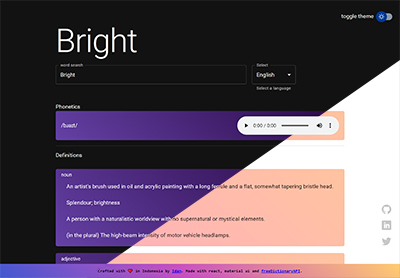 toggle theme
Bright
word search
Select
Bright
English
Select a language
Phonetics
0:00 / 0:00
Definitions
noun
An artist's brush used in oil and acrylic painting with a long ferrule and a flat, somewhat tapering bristle head.
Splendour; brightness
A person with a naturalistic worldview with no supernatural or mystical elements.
(in the plural) The high-beam intensity of motor vehicle headlamps.
adjective
Crafted with ❤ in Indonesia by Idan. Made with react, material ui and freeDictionaryAPI.